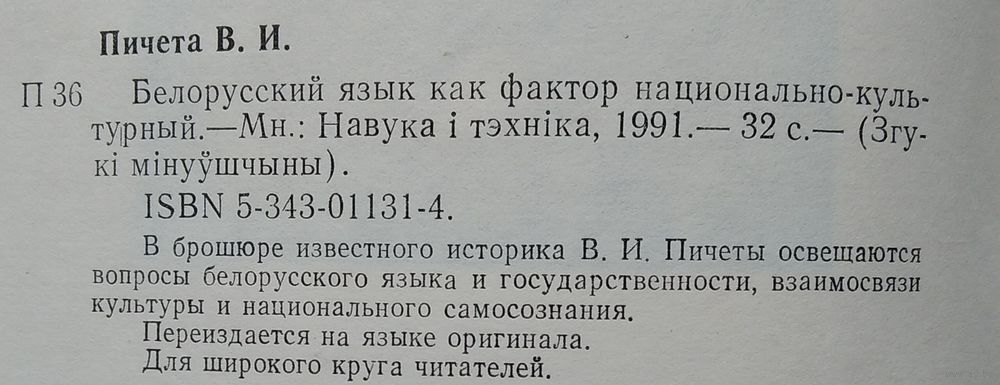 Пичета В. И.
П 36 Белорусский язык как фактор национально-куль-
турный.—Мн.: Навука і тэхніка, 1991.— 32 с.— (Згу-
кі мінуўшчыны).
ISBN 5-343-01131-4.
В брошюре известного историка В. И. Пичеты освещаются
вопросы белорусского языка и государственности, взаимосвязи
культуры и национального самосознания.
Переиздается на языке оригинала.
Для широкого круга читателей.